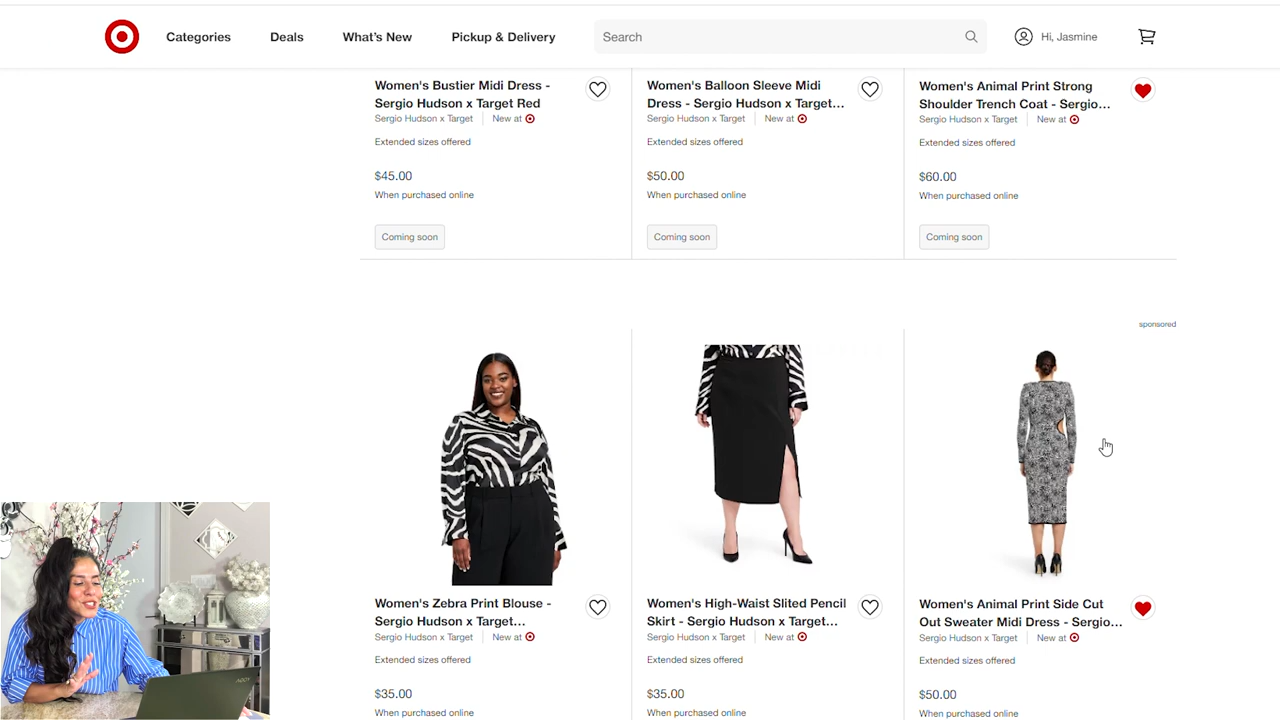 Categories
Deals
What's New
Pickup & Delivery
Search
Hi, Jasmine
Women's Bustier Midi Dress -
Sergio Hudson x Target Red
Sergio Hudson x Target
New at
Extended sizes offered
$45.00
When purchased online
Coming soon
Women's Balloon Sleeve Midi
Dress - Sergio Hudson x Target...
Sergio Hudson x Target
New at
Extended sizes offered
$50.00
When purchased online
Coming soon
Women's Animal Print Strong
Shoulder Trench Coat - Sergio...
Sergio Hudson x Target
New at
Extended sizes offered
$60.00
When purchased online
Coming soon
sponsored
Women's Zebra Print Blouse -
Sergio Hudson x Target...
Sergio Hudson x Target
New at
Extended sizes offered
$35.00
When purchased online
Women's High-Waist Slited Pencil
Skirt - Sergio Hudson x Target...
Sergio Hudson x Target
New at
Extended sizes offered
$35.00
When purchased online
Women's Animal Print Side Cut
Out Sweater Midi Dress - Sergio...
Sergio Hudson x Target
New at
Extended sizes offered
$50.00
When purchased online